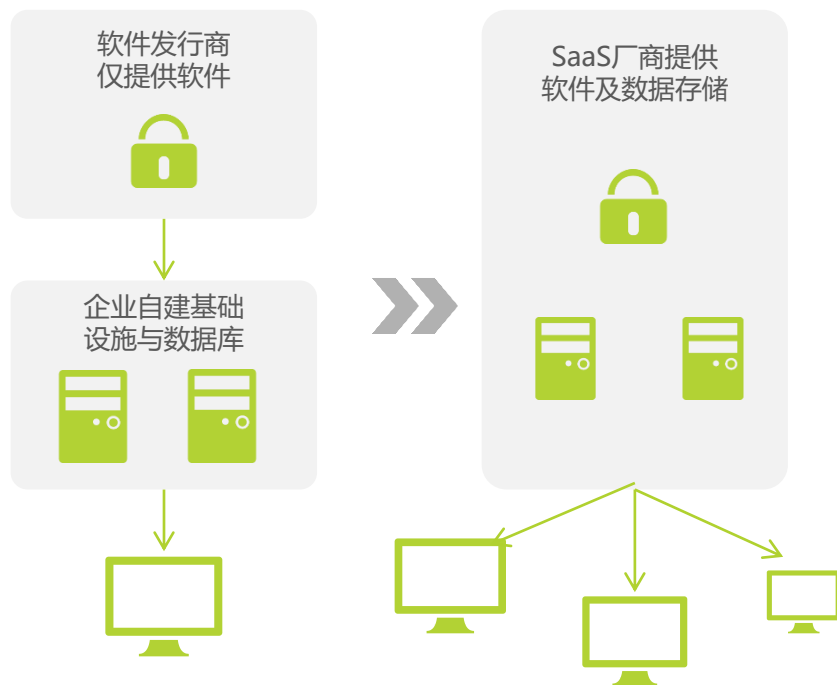 软件发行商
仅提供软件
企业自建基础
设施与数据库
SaaS厂商提供
软件及数据存储